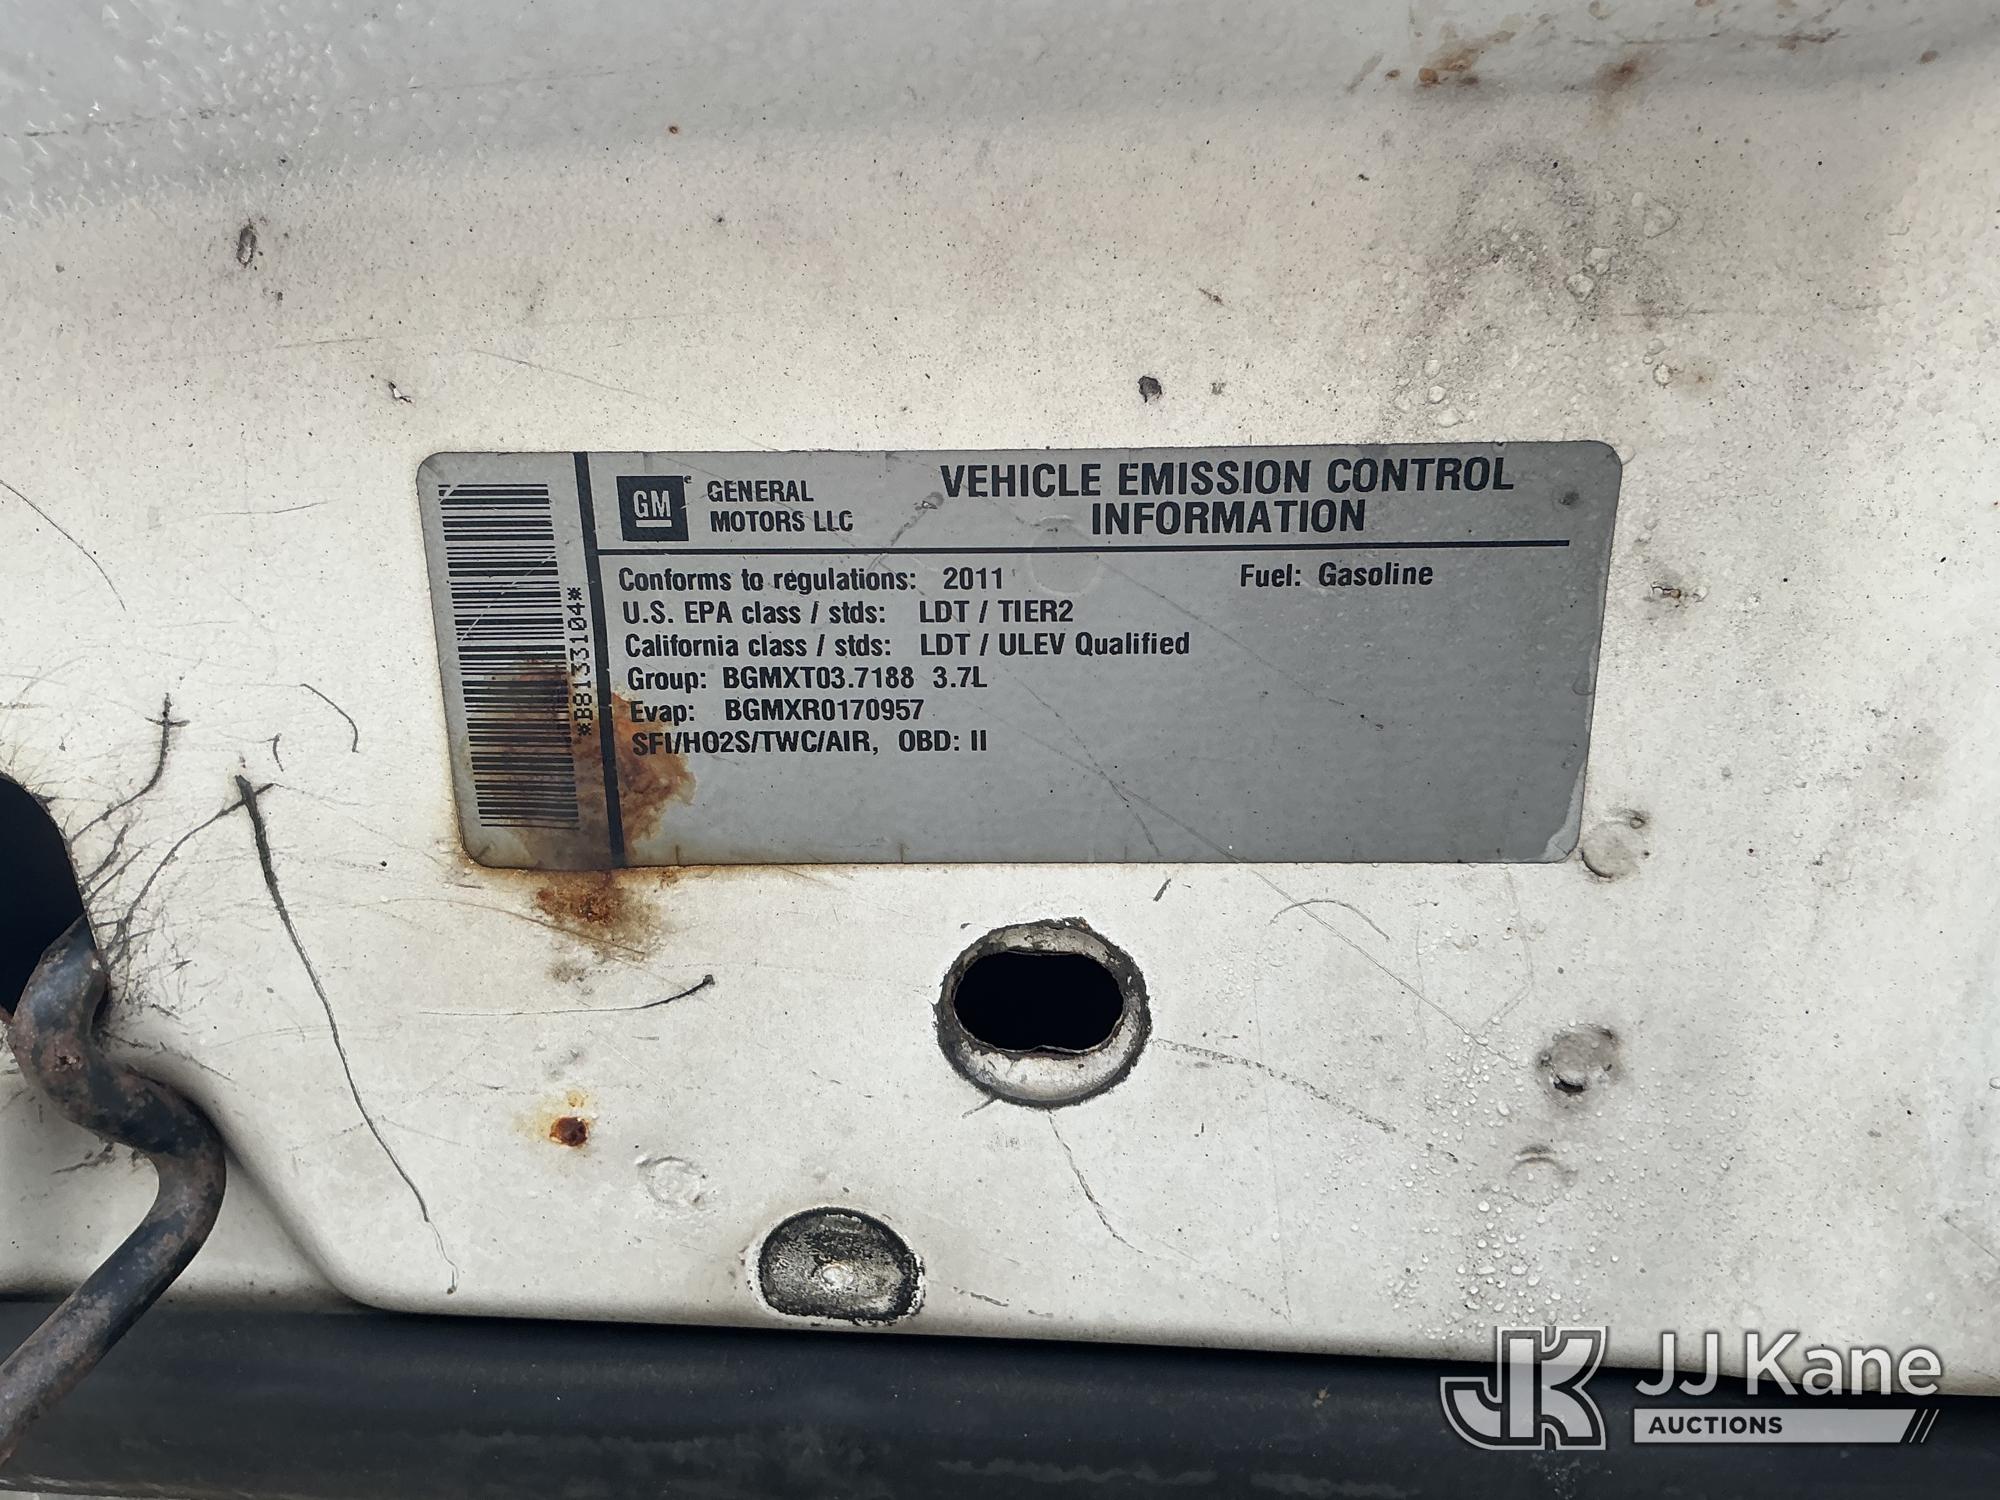 GM
GENERAL
MOTORS LLC
VEHICLE EMISSION CONTROL
INFORMATION
Conforms to regulations: 2011 Fuel: Gasoline
U.S. EPA class / stds: LDT / TIER2
California class / stds: LDT / ULEV Qualified
Group: BGMXT03.7188 3.7L
Evap: BGMXR0170957
SFI/HO2S/TWC/AIR, OBD: II
*B8133104*
JK
JJ Kane
AUCTIONS